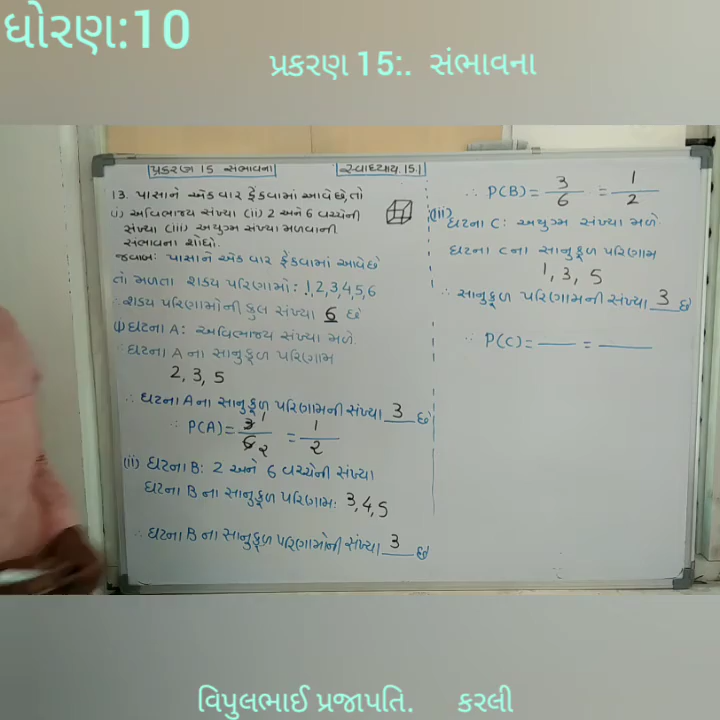 ધોરણ:10
પ્રકરણ 15:. સંભાવના
પ્રકરણ 15 સંભાવના
સ્વાધ્યાય 15.1
13. પાસાને એક વાર ફેંકવામાં આવે છે, તો
(i) અવિભાજ્ય સંખ્યા (ii) 2 અને 6 વચ્ચેની
સંખ્યા (iii) અયુગ્મ સંખ્યા મળવાની
સંભાવના શોધો.
જવાબ: પાસાને એક વાર ફેંકવામાં આવે છે
તો મળતા શક્ય પરિણામો: 1,2,3,4,5,6
∴ શક્ય પરિણામોની કુલ સંખ્યા 6 છે
(i) ઘટના A: અવિભાજ્ય સંખ્યા મળે.
∴ ઘટના A ના સાનુકૂળ પરિણામ
2, 3, 5
∴ ઘટના A ના સાનુકૂળ પરિણામની સંખ્યા 3 છે
∴ P(A) = 3 1 / 6 2 = 1/2
(ii) ઘટના B: 2 અને 6 વચ્ચેની સંખ્યા
ઘટના B ના સાનુકૂળ પરિણામ: 3,4,5
∴ ઘટના B ના સાનુકૂળ પરિણામોની સંખ્યા 3 છે
∴ P(B) = 3/6 = 1/2
(iii) ઘટના C: અયુગ્મ સંખ્યા મળે
ઘટના C ના સાનુકૂળ પરિણામ
1, 3, 5
∴ સાનુકૂળ પરિણામની સંખ્યા 3 છે
∴ P(C) = ___ = ___
વિપુલભાઈ પ્રજાપતિ. કરલી